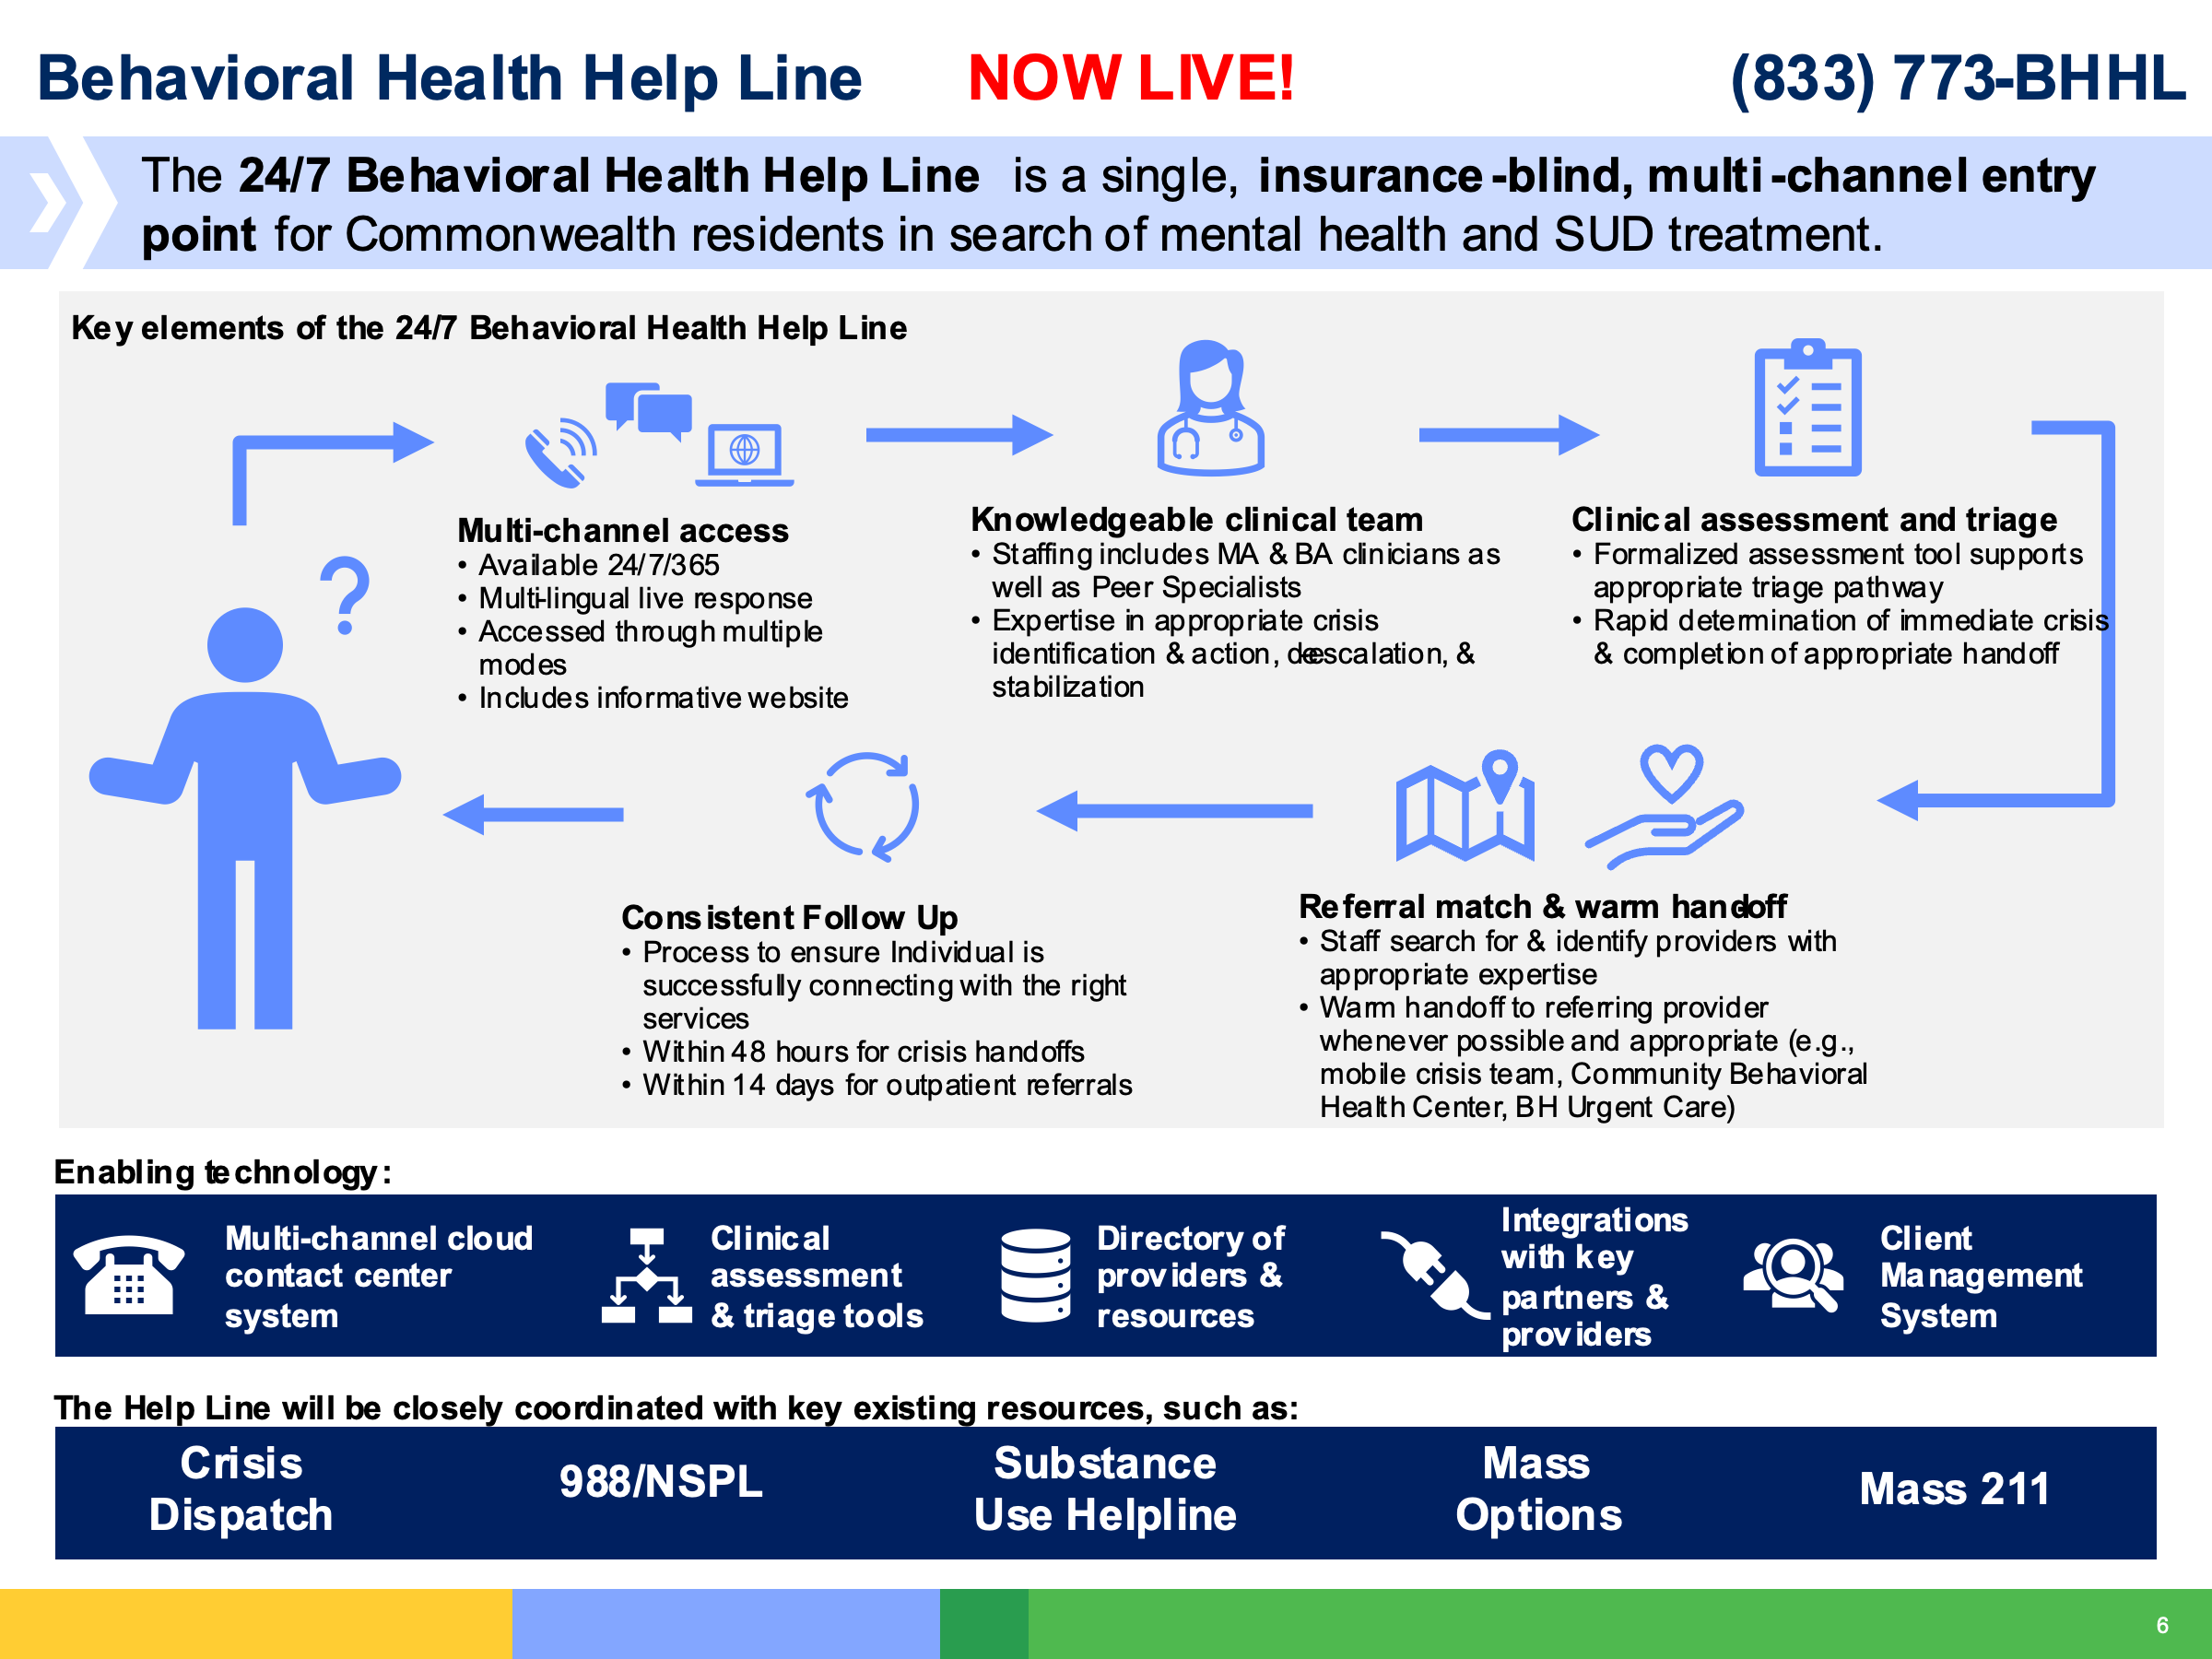 Behavioral Health Help Line NOW LIVE! (833) 773-BHHL
The 24/7 Behavioral Health Help Line is a single, insurance-blind, multi-channel entry
point for Commonwealth residents in search of mental health and SUD treatment.
Key elements of the 24/7 Behavioral Health Help Line
?
Multi-channel access
• Available 24/7/365
• Multi-lingual live response
• Accessed through multiple
modes
• Includes informative website
Knowledgeable clinical team
• Staffing includes MA & BA clinicians as
well as Peer Specialists
• Expertise in appropriate crisis
identification & action, de-escalation, &
stabilization
Clinical assessment and triage
• Formalized assessment tool supports
appropriate triage pathway
• Rapid determination of immediate crisis
& completion of appropriate handoff
Consistent Follow Up
• Process to ensure Individual is
successfully connecting with the right
services
• Within 48 hours for crisis handoffs
• Within 14 days for outpatient referrals
Referral match & warm hand-off
• Staff search for & identify providers with
appropriate expertise
• Warm handoff to referring provider
whenever possible and appropriate (e.g.,
mobile crisis team, Community Behavioral
Health Center, BH Urgent Care)
Enabling technology:
Multi-channel cloud
contact center
system
Clinical
assessment
& triage tools
Directory of
providers &
resources
Integrations
with key
partners &
providers
Client
Management
System
The Help Line will be closely coordinated with key existing resources, such as:
Crisis
Dispatch
988/NSPL
Substance
Use Helpline
Mass
Options
Mass 211
6